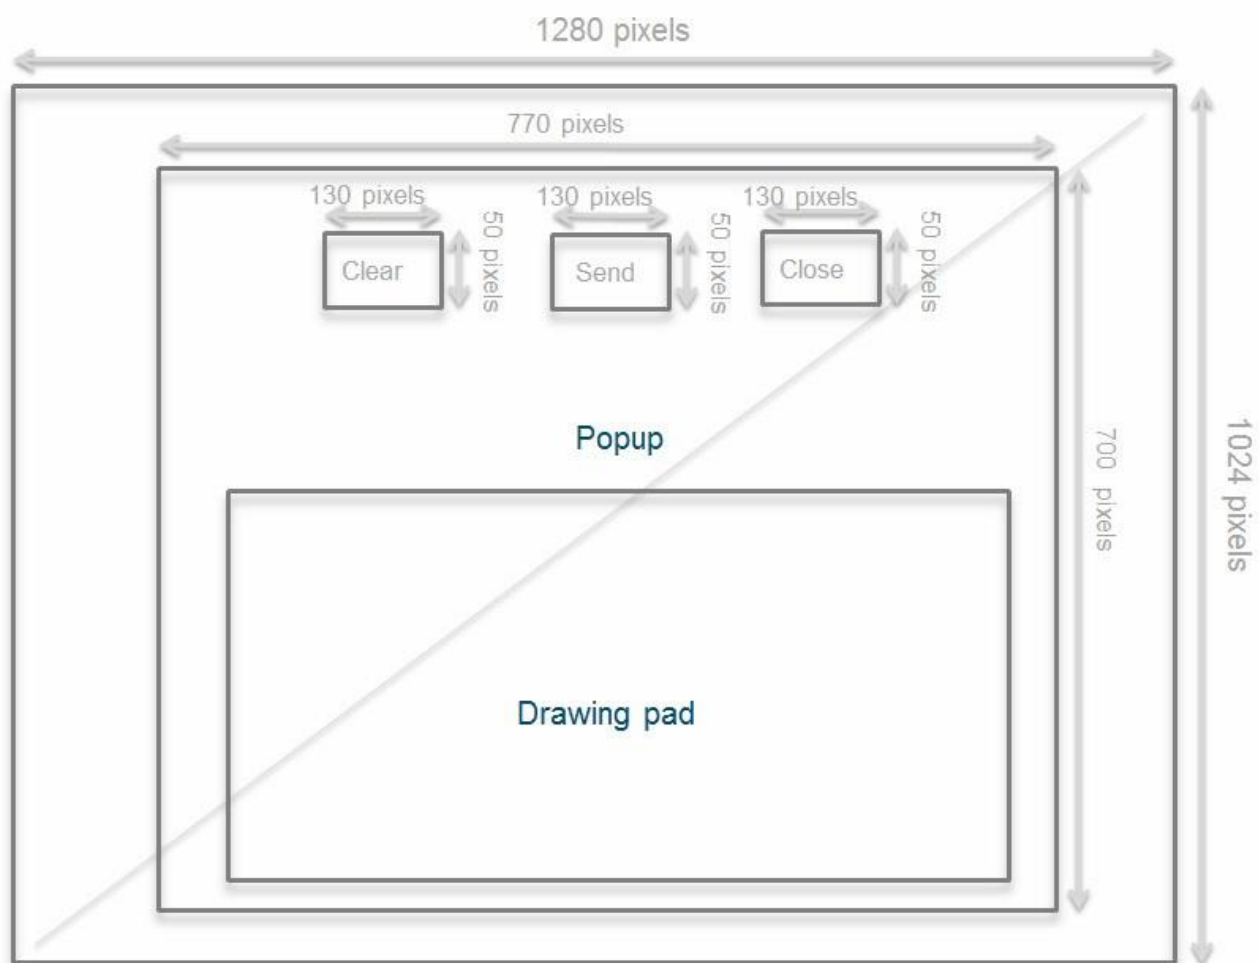 1280 pixels
770 pixels
130 pixels
130 pixels
130 pixels
50 pixels
50 pixels
50 pixels
Clear
Send
Close
Popup
700 pixels
1024 pixels
Drawing pad